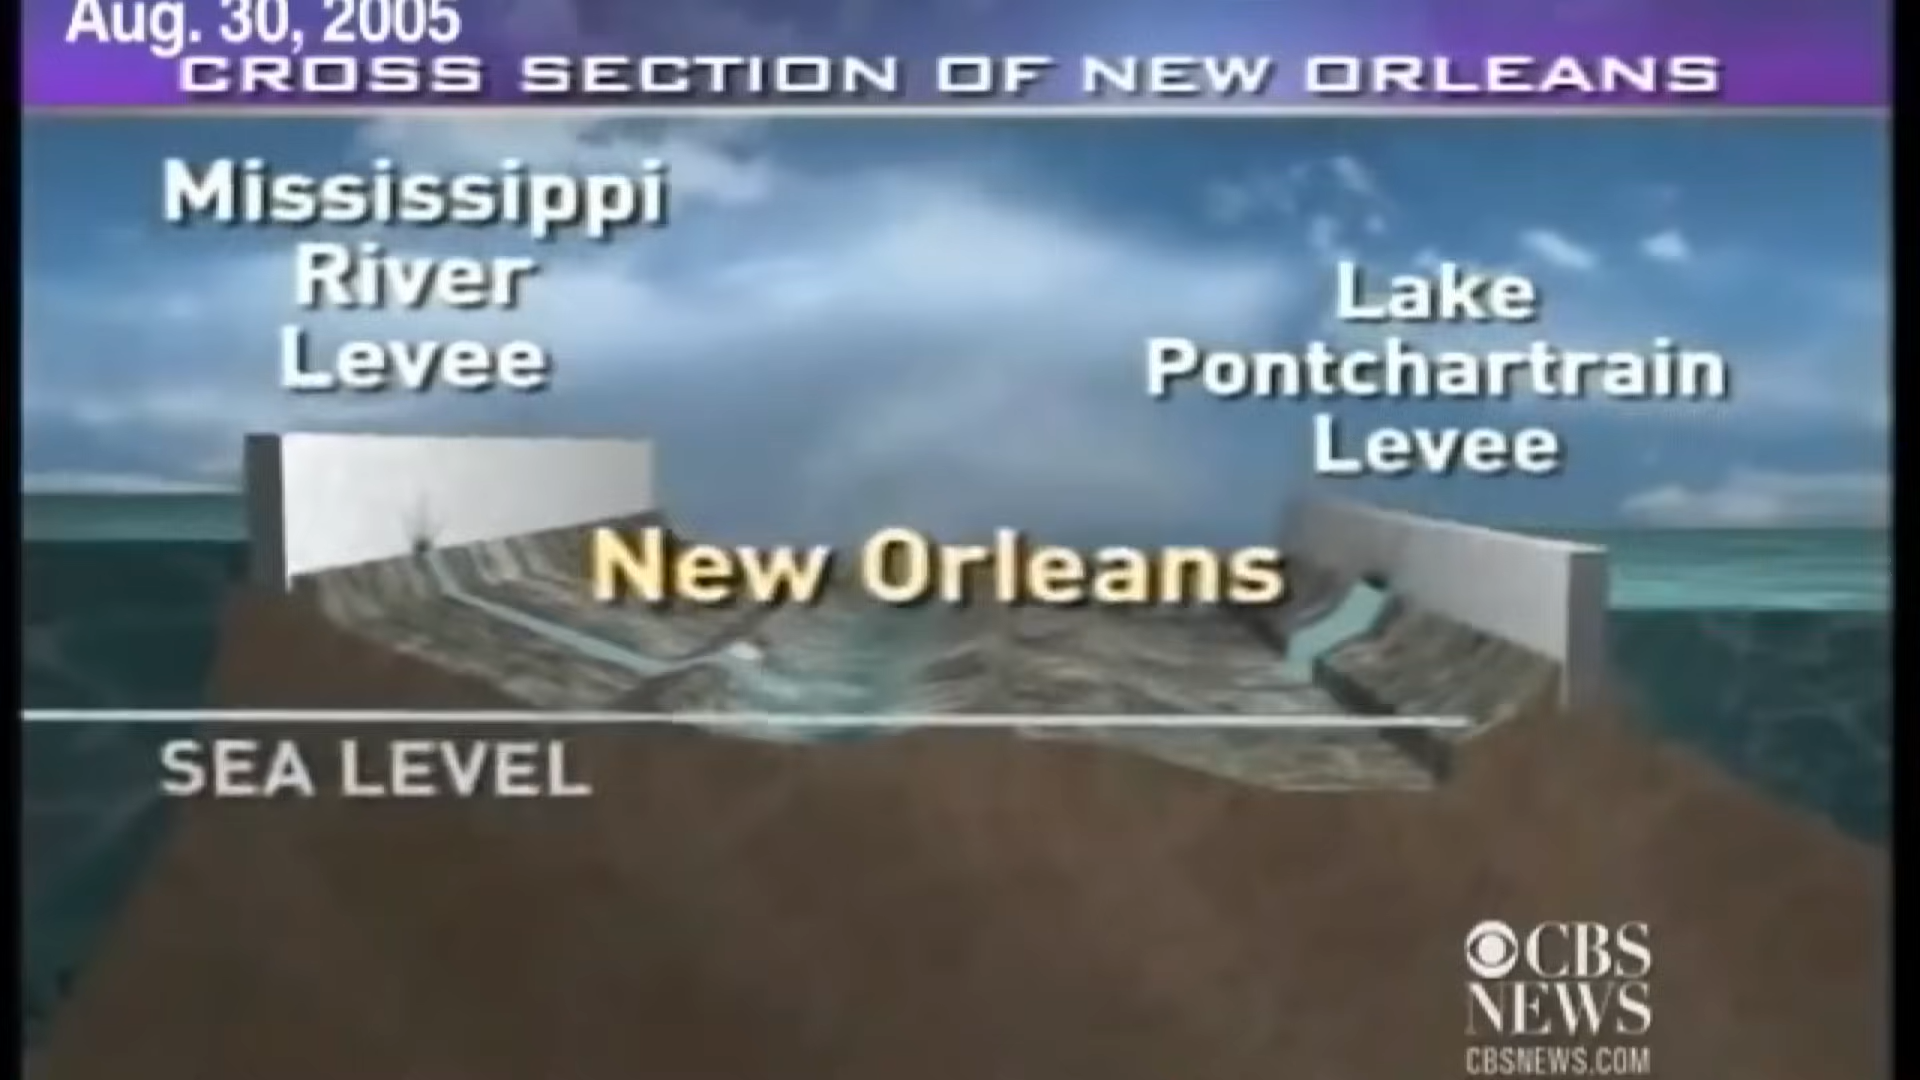 Aug. 30, 2005
CROSS SECTION OF NEW ORLEANS
Mississippi
River
Levee
Lake
Pontchartrain
Levee
New Orleans
SEA LEVEL
CBS
NEWS
CBSNEWS.COM